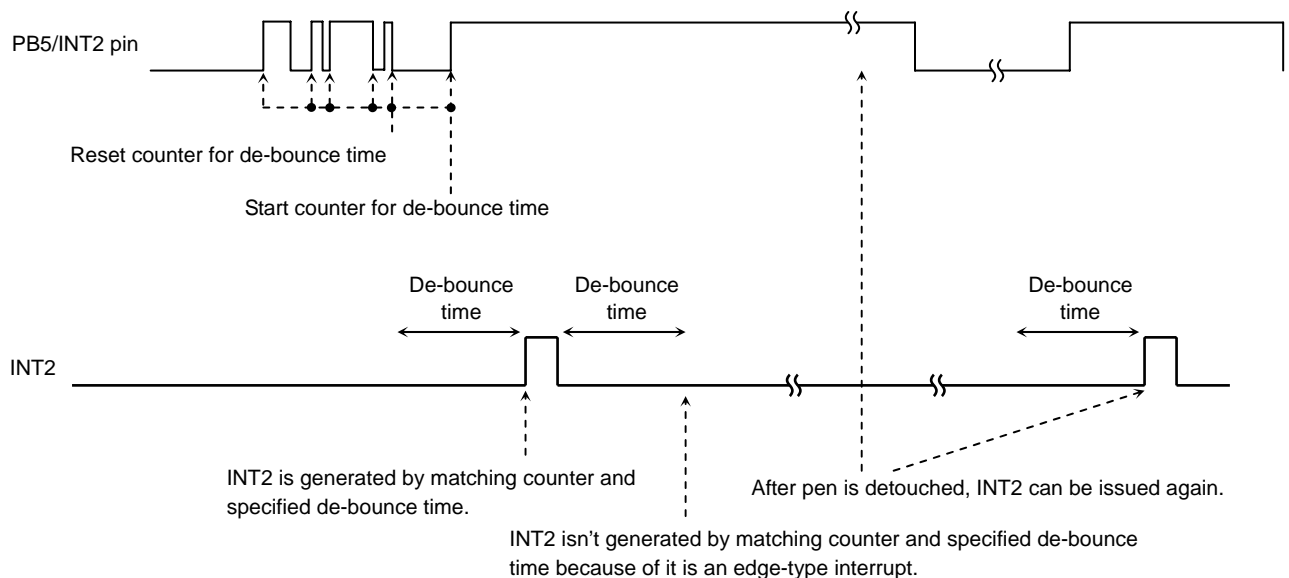 PB5/INT2 pin
Reset counter for de-bounce time
Start counter for de-bounce time
De-bounce
time
De-bounce
time
De-bounce
time
INT2
INT2 is generated by matching counter and
specified de-bounce time.
After pen is detouched, INT2 can be issued again.
INT2 isn't generated by matching counter and specified de-bounce
time because of it is an edge-type interrupt.